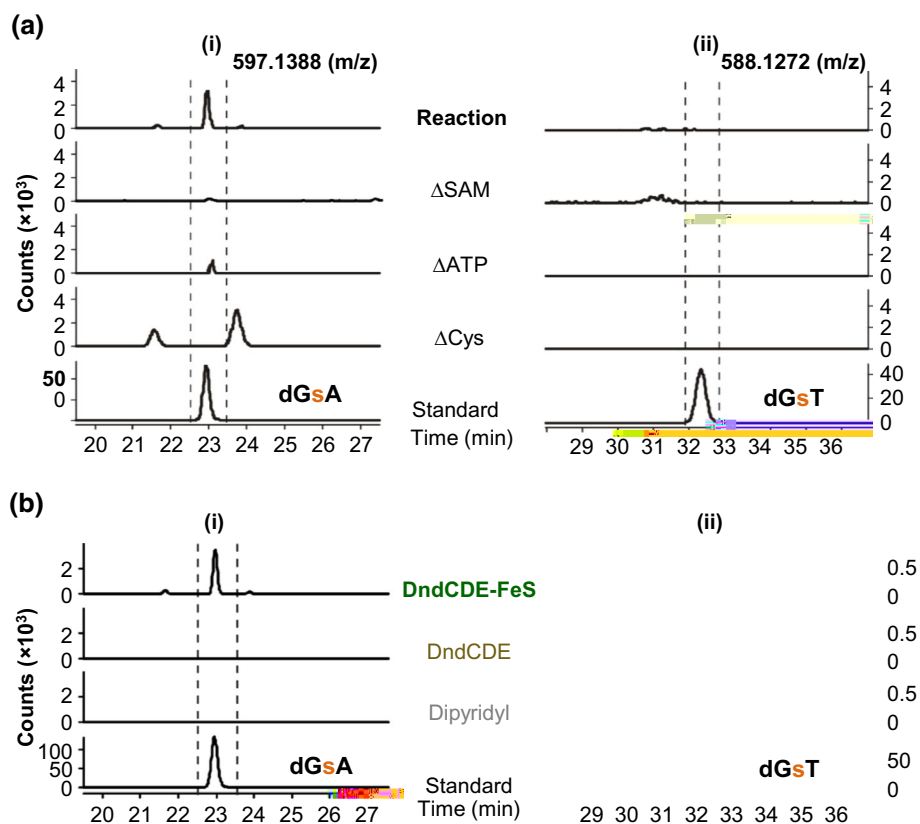 (a)
(i)
597.1388 (m/z)
(ii)
588.1272 (m/z)
Counts (×10³)
4
2
0
Reaction
4
2
0
4
2
0
ΔSAM
4
2
0
4
2
0
ΔATP
4
2
0
4
2
0
ΔCys
4
2
0
50
0
dGsA
Standard
dGsT
40
20
0
20 21 22 23 24 25 26 27
Time (min)
29 30 31 32 33 34 35 36
(b)
(i)
(ii)
Counts (×10³)
2
0
DndCDE-FeS
0.5
0
2
0
DndCDE
0.5
0
2
0
Dipyridyl
0.5
0
100
50
0
dGsA
Standard
dGsT
50
0
20 21 22 23 24 25 26 27
Time (min)
29 30 31 32 33 34 35 36